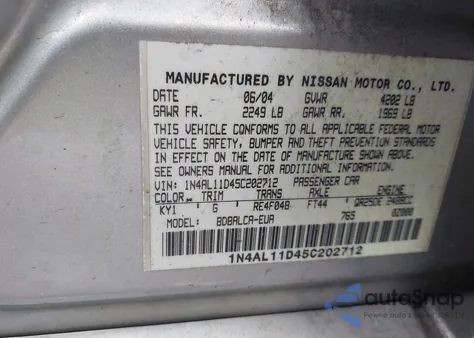 MANUFACTURED BY NISSAN MOTOR CO., LTD.
DATE 06/04 GVWR 4202 LB
GAWR FR. 2249 LB GAWR RR. 1969 LB
THIS VEHICLE CONFORMS TO ALL APPLICABLE FEDERAL MOTOR
VEHICLE SAFETY, BUMPER AND THEFT PREVENTION STANDARDS
IN EFFECT ON THE DATE OF MANUFACTURE SHOWN ABOVE.
SEE OWNERS MANUAL FOR ADDITIONAL INFORMATION.
VIN: 1N4AL11D45C202712 PASSENGER CAR
COLOR TRIM TRANS AXLE ENGINE
KY1 G RE4F04B FT44 QR25DE 2488CC
MODEL: BDBALCA-EUA 765 02000
1N4AL11D45C202712
autoSnap